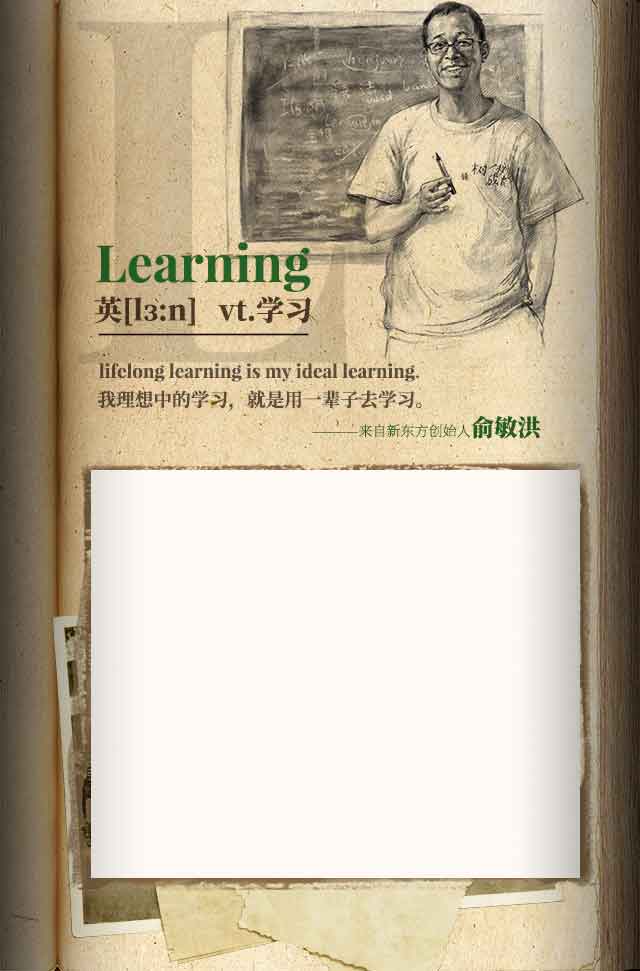 Learning
英[lɜ:n] vt.学习
lifelong learning is my ideal learning.
我理想中的学习，就是用一辈子去学习。
———来自新东方创始人俞敏洪